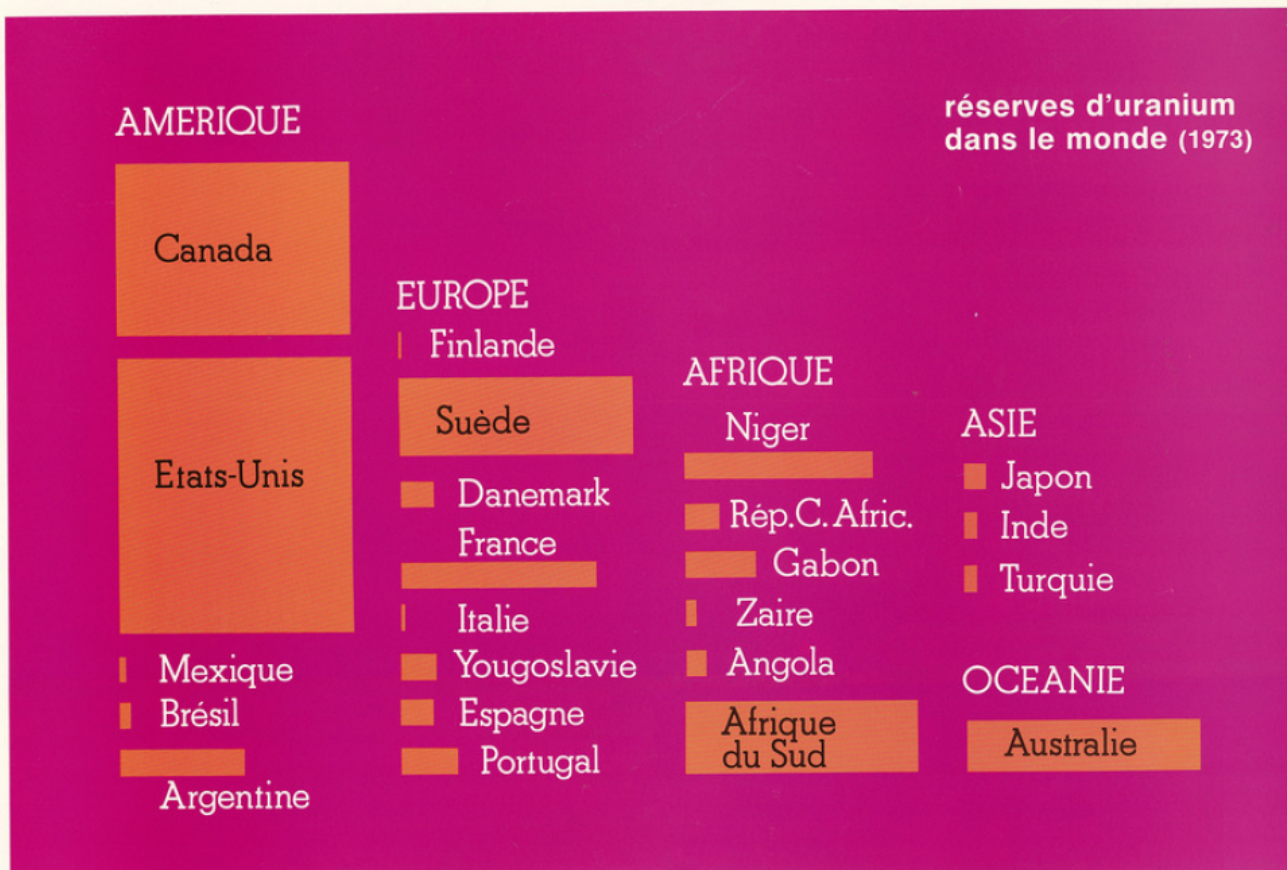 réserves d'uranium
dans le monde (1973)
AMERIQUE
Canada
Etats-Unis
Mexique
Brésil
Argentine
EUROPE
Finlande
Suède
Danemark
France
Italie
Yougoslavie
Espagne
Portugal
AFRIQUE
Niger
Rép.C.Afric.
Gabon
Zaire
Angola
Afrique
du Sud
ASIE
Japon
Inde
Turquie
OCEANIE
Australie